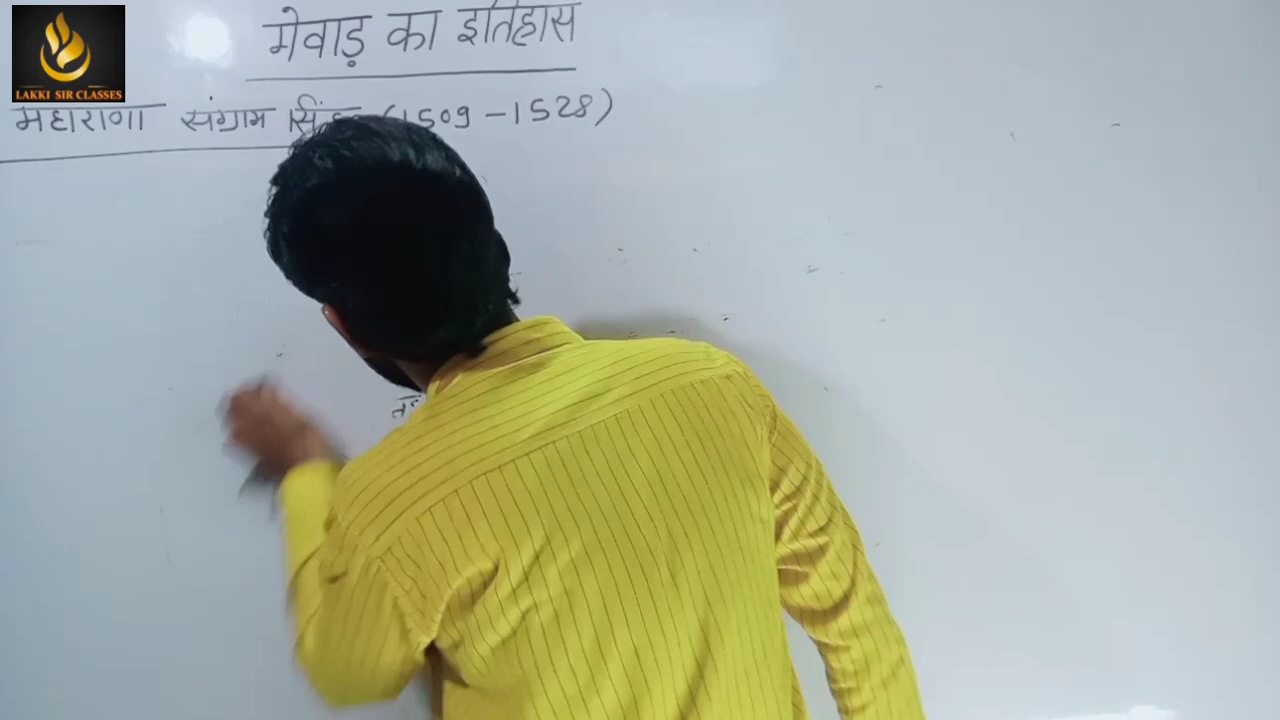 मेवाड़ का इतिहास
LAKKI SIR CLASSES
महाराणा संग्राम सिंह (1509-1528)